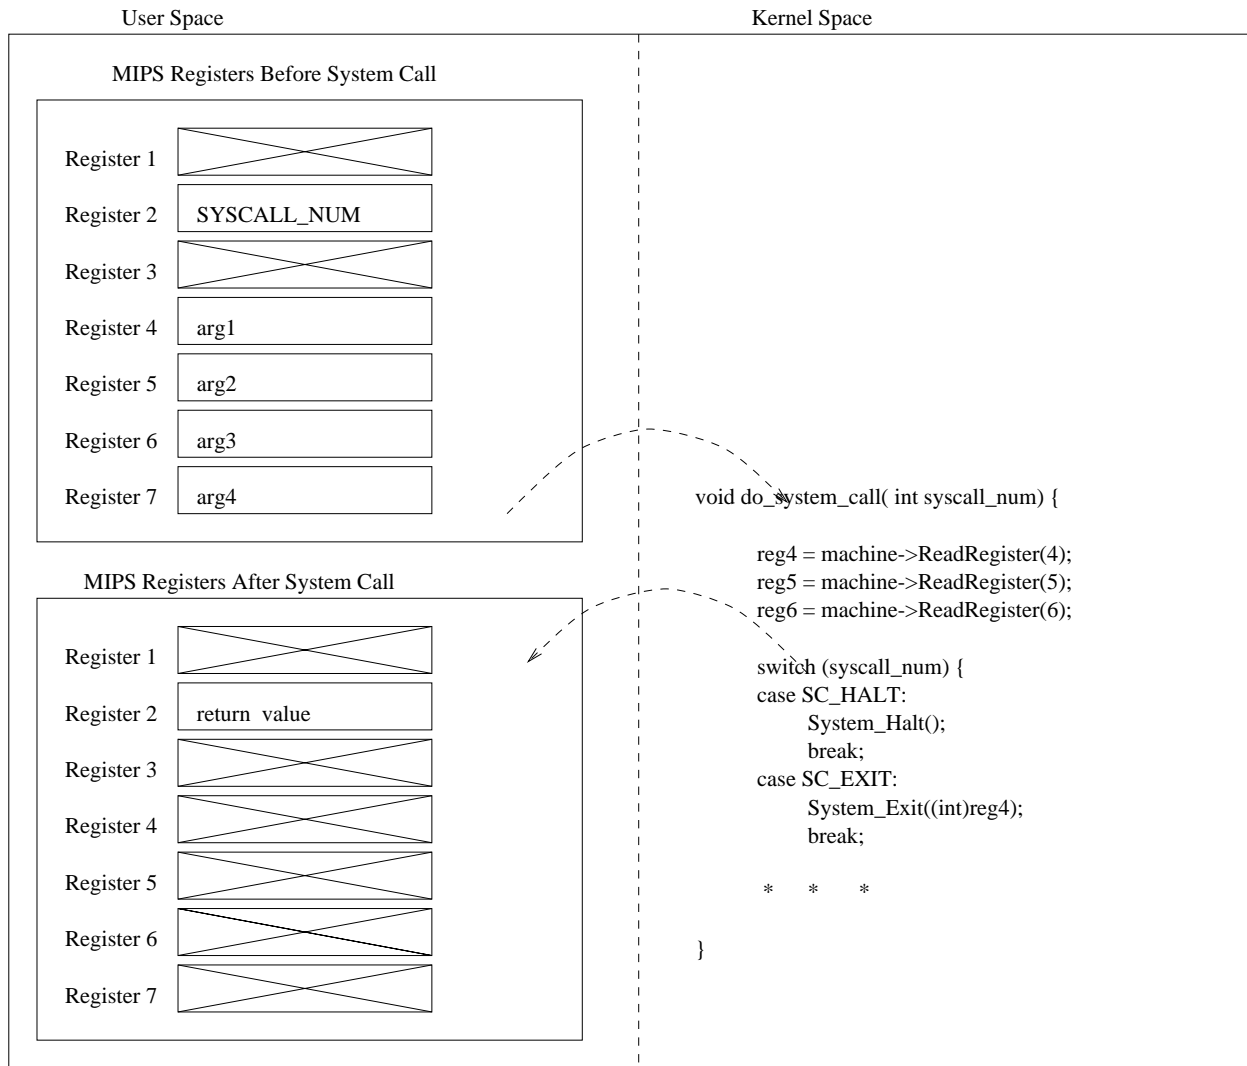 User Space
Kernel Space
MIPS Registers Before System Call
Register 1
Register 2 SYSCALL_NUM
Register 3
Register 4 arg1
Register 5 arg2
Register 6 arg3
Register 7 arg4
MIPS Registers After System Call
Register 1
Register 2 return value
Register 3
Register 4
Register 5
Register 6
Register 7
void do_system_call( int syscall_num) {
reg4 = machine->ReadRegister(4);
reg5 = machine->ReadRegister(5);
reg6 = machine->ReadRegister(6);
switch (syscall_num) {
case SC_HALT:
System_Halt();
break;
case SC_EXIT:
System_Exit((int)reg4);
break;
* * *
}